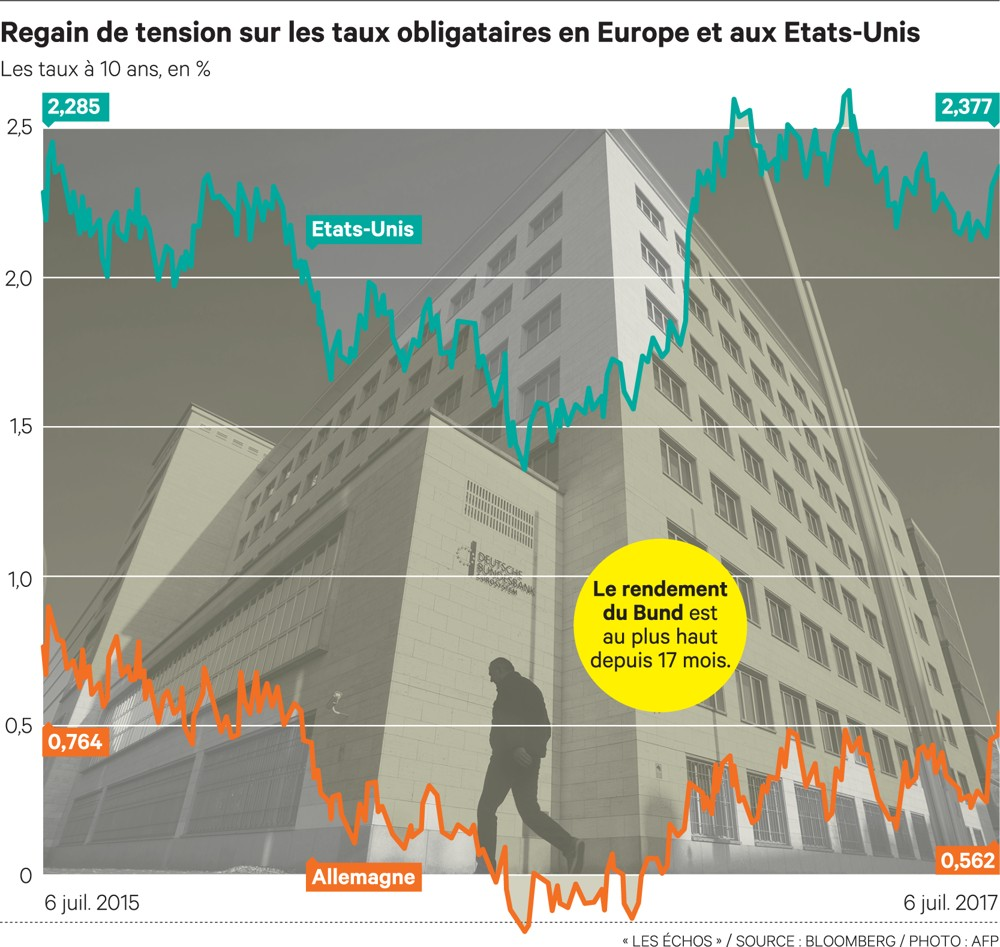 Regain de tension sur les taux obligataires en Europe et aux Etats-Unis
Les taux à 10 ans, en %
2,285
2,377
2,5
Etats-Unis
2,0
1,5
DEUTSCHE
BUNDESBANK
EUROSYSTEM
1,0
Le rendement
du Bund est
au plus haut
depuis 17 mois.
0,5
0,764
0,562
0
Allemagne
6 juil. 2015
6 juil. 2017
« LES ÉCHOS » / SOURCE : BLOOMBERG / PHOTO : AFP